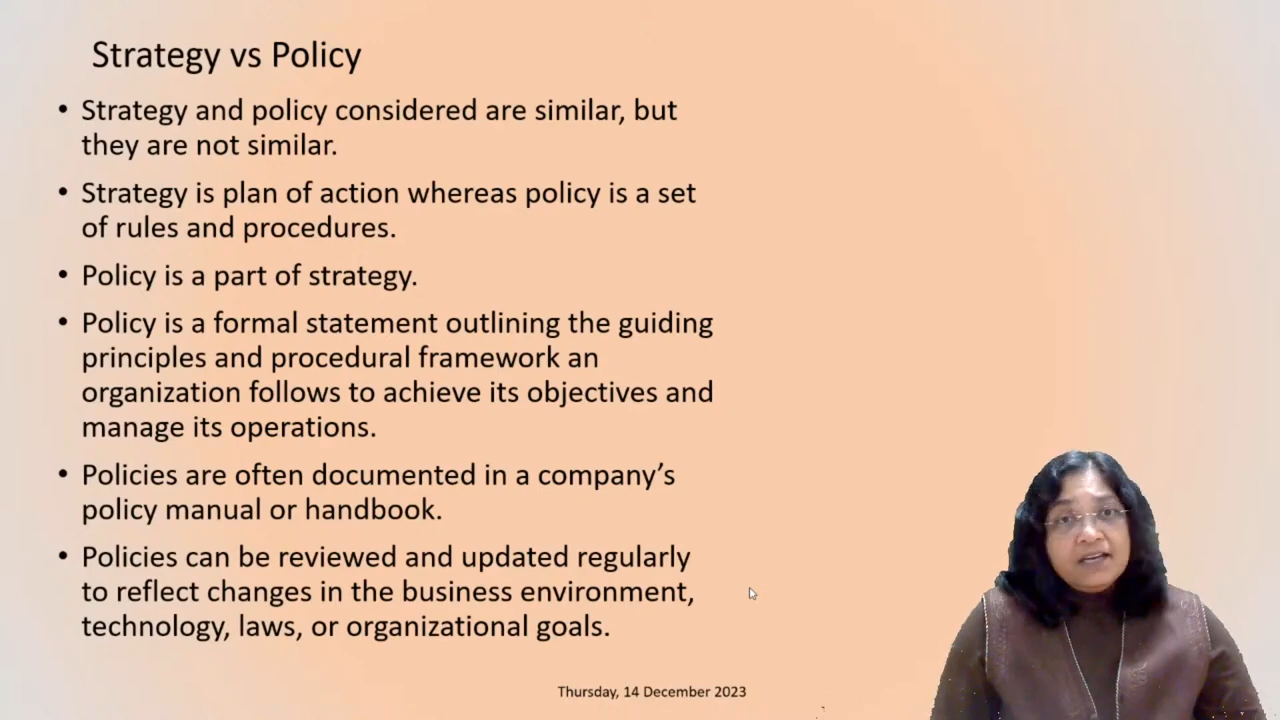 Strategy vs Policy
• Strategy and policy considered are similar, but
they are not similar.
• Strategy is plan of action whereas policy is a set
of rules and procedures.
• Policy is a part of strategy.
• Policy is a formal statement outlining the guiding
principles and procedural framework an
organization follows to achieve its objectives and
manage its operations.
• Policies are often documented in a company’s
policy manual or handbook.
• Policies can be reviewed and updated regularly
to reflect changes in the business environment,
technology, laws, or organizational goals.
Thursday, 14 December 2023